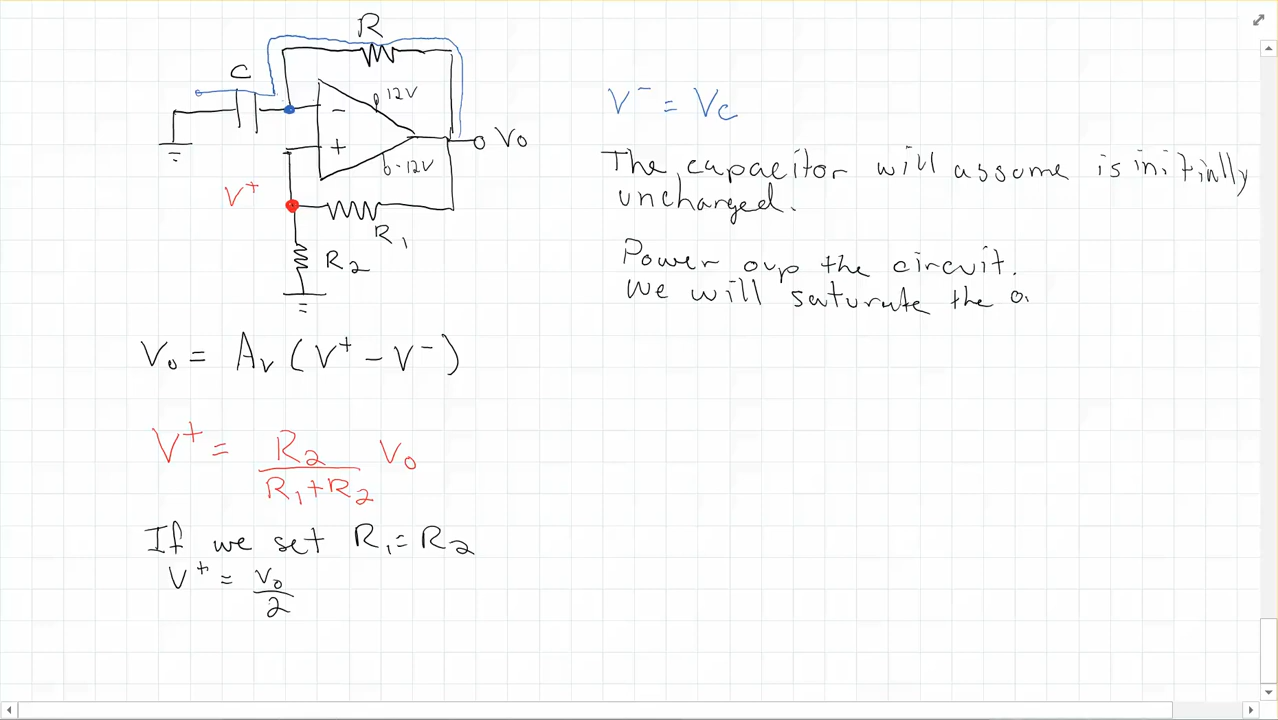 R
C
12V
-
+
Vo
-12V
V+
R1
R2
Vo = Av (V+ - V-)
V+ = R2 / R1+R2 Vo
If we set R1 = R2
V+ = Vo / 2
V- = Vc
The capacitor will assume is initially
uncharged.
Power oup the circuit.
We will saturate the o